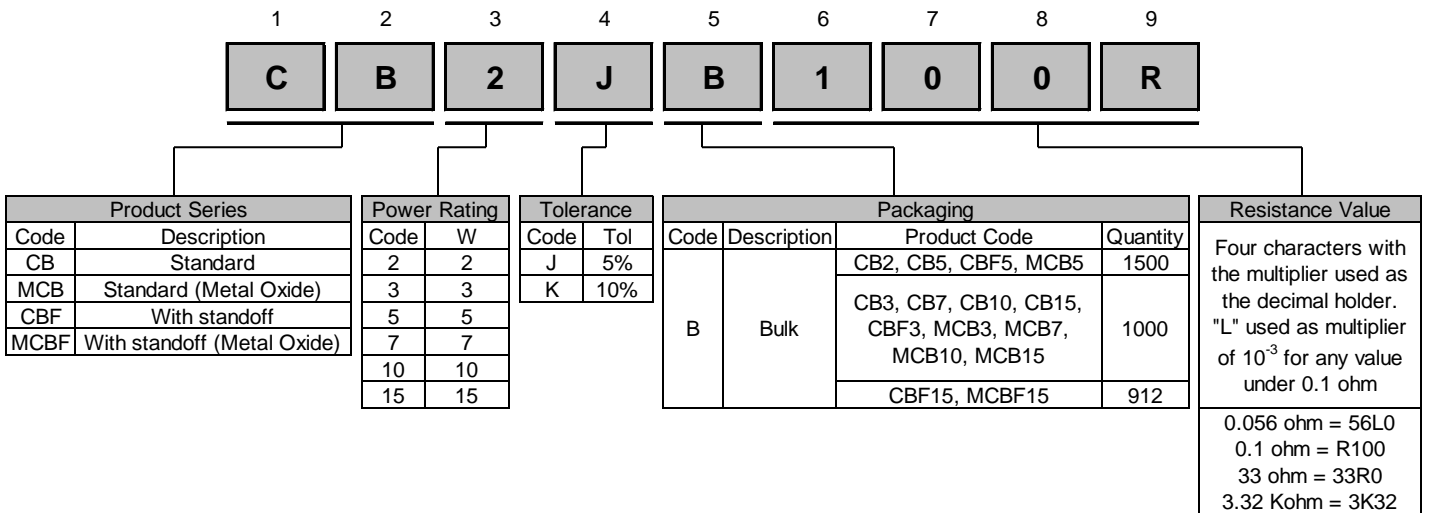 1 2 3 4 5 6 7 8 9
C B 2 J B 1 0 0 R
Product Series
Code Description
CB Standard
MCB Standard (Metal Oxide)
CBF With standoff
MCBF With standoff (Metal Oxide)
Power Rating
Code W
2 2
3 3
5 5
7 7
10 10
15 15
Tolerance
Code Tol
J 5%
K 10%
Packaging
Code Description Product Code Quantity
B Bulk
CB2, CB5, CBF5, MCB5 1500
CB3, CB7, CB10, CB15,
CBF3, MCB3, MCB7,
MCB10, MCB15
1000
CBF15, MCBF15 912
Resistance Value
Four characters with
the multiplier used as
the decimal holder.
"L" used as multiplier
of 10⁻³ for any value
under 0.1 ohm
0.056 ohm = 56L0
0.1 ohm = R100
33 ohm = 33R0
3.32 Kohm = 3K32